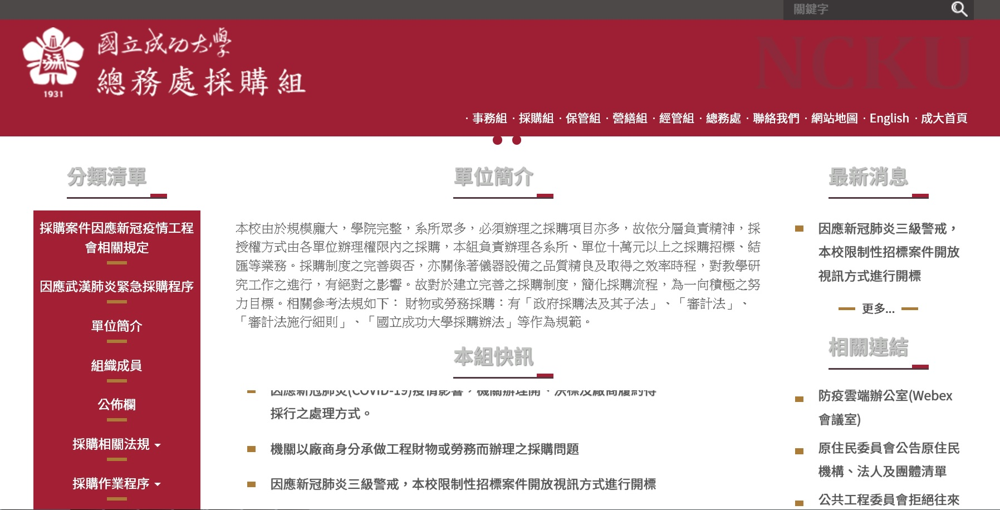 關鍵字
國立成功大學
總務處採購組
1931
NCKU
·事務組 ·採購組 ·保管組 ·營繕組 ·經管組 ·總務處 ·聯絡我們 ·網站地圖 ·English ·成大首頁
分類清單
採購案件因應新冠疫情工程
會相關規定
因應武漢肺炎緊急採購程序
單位簡介
組織成員
公佈欄
採購相關法規
採購作業程序
單位簡介
本校由於規模龐大，學院完整，系所眾多，必須辦理之採購項目亦多，故依分層負責精神，採
授權方式由各單位辦理權限內之採購，本組負責辦理各系所、單位十萬元以上之採購招標、結
匯等業務。採購制度之完善與否，亦關係著儀器設備之品質精良及取得之效率時程，對教學研
究工作之進行，有絕對之影響。故對於建立完善之採購制度，簡化採購流程，為一向積極之努
力目標。相關參考法規如下： 財物或勞務採購：有「政府採購法及其子法」、「審計法」、
「審計法施行細則」、「國立成功大學採購辦法」等作為規範。
本組快訊
因應新冠肺炎(COVID-19)疫情影響，機關辦理開、決標及廠商履約得
採行之處理方式。
機關以廠商身分承做工程財物或勞務而辦理之採購問題
因應新冠肺炎三級警戒，本校限制性招標案件開放視訊方式進行開標
最新消息
因應新冠肺炎三級警戒，
本校限制性招標案件開放
視訊方式進行開標
更多...
相關連結
防疫雲端辦公室(Webex
會議室)
原住民委員會公告原住民
機構、法人及團體清單
公共工程委員會拒絕往來